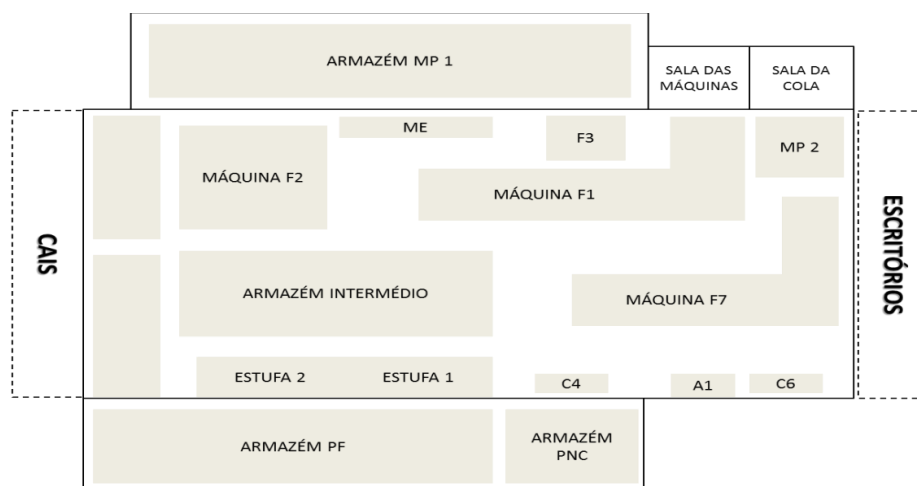 ARMAZÉM MP 1
SALA DAS
MÁQUINAS
SALA DA
COLA
ME
F3
MP 2
MÁQUINA F2
MÁQUINA F1
CAIS
ESCRITÓRIOS
ARMAZÉM INTERMÉDIO
MÁQUINA F7
ESTUFA 2
ESTUFA 1
C4
A1
C6
ARMAZÉM PF
ARMAZÉM
PNC